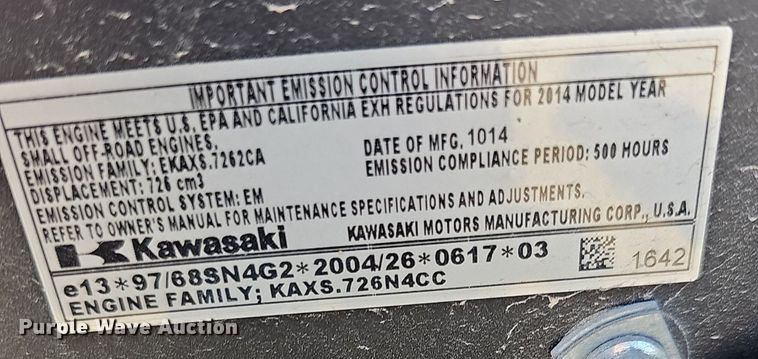 IMPORTANT EMISSION CONTROL INFORMATION
THIS ENGINE MEETS U.S. EPA AND CALIFORNIA EXH REGULATIONS FOR 2014 MODEL YEAR
SMALL OFF-ROAD ENGINES.
EMISSION FAMILY: EKAXS.7262CA DATE OF MFG. 1014
DISPLACEMENT: 726 cm3 EMISSION COMPLIANCE PERIOD: 500 HOURS
EMISSION CONTROL SYSTEM: EM
REFER TO OWNER'S MANUAL FOR MAINTENANCE SPECIFICATIONS AND ADJUSTMENTS.
Kawasaki KAWASAKI MOTORS MANUFACTURING CORP., U.S.A.
e13*97/68SN4G2*2004/26*0617*03
ENGINE FAMILY; KAXS.726N4CC 1642
Purple Wave Auction